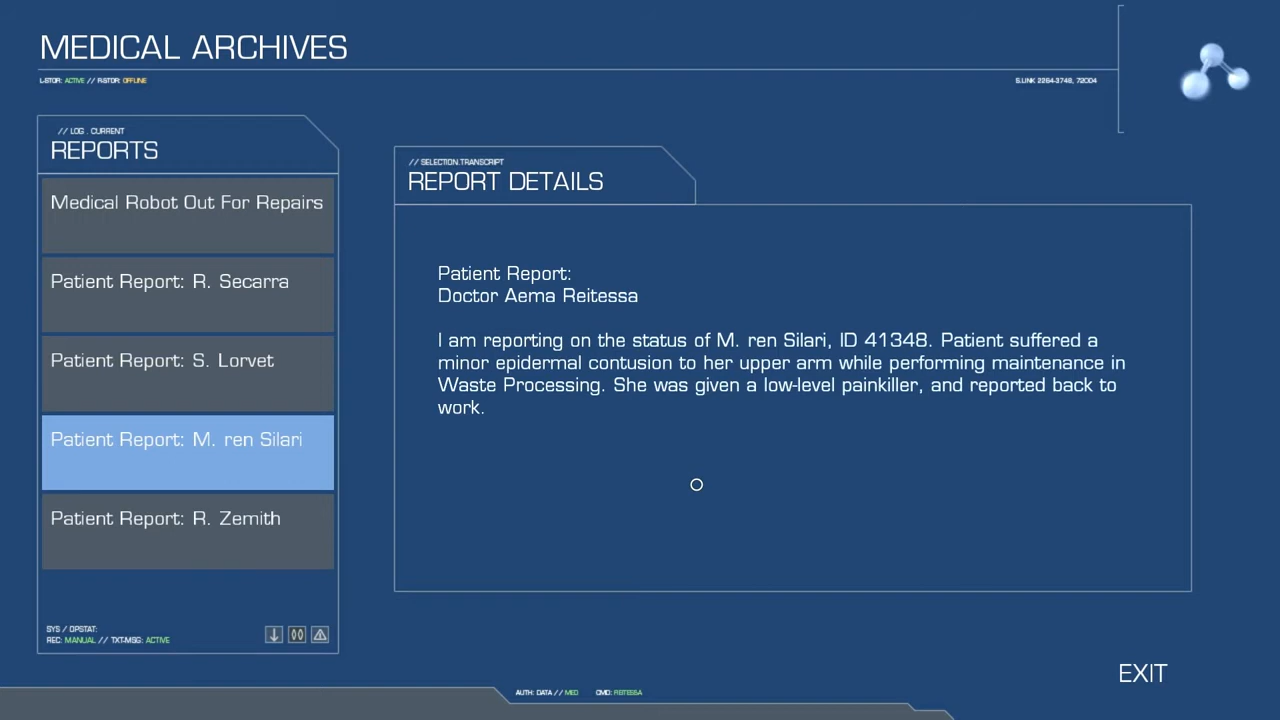 MEDICAL ARCHIVES
L-STOR: ACTIVE // R-STOR: OFFLINE
S.LINK 2264-3748, 72004
// LOG . CURRENT
REPORTS
Medical Robot Out For Repairs
Patient Report: R. Secarra
Patient Report: S. Lorvet
Patient Report: M. ren Silari
Patient Report: R. Zemith
SYS / OPSTAT:
REC: MANUAL // TXT-MSG: ACTIVE
// SELECTION.TRANSCRIPT
REPORT DETAILS
Patient Report:
Doctor Aema Reitessa
I am reporting on the status of M. ren Silari, ID 41348. Patient suffered a
minor epidermal contusion to her upper arm while performing maintenance in
Waste Processing. She was given a low-level painkiller, and reported back to
work.
EXIT
AUTH: DATA // MED CMD: REITESSA